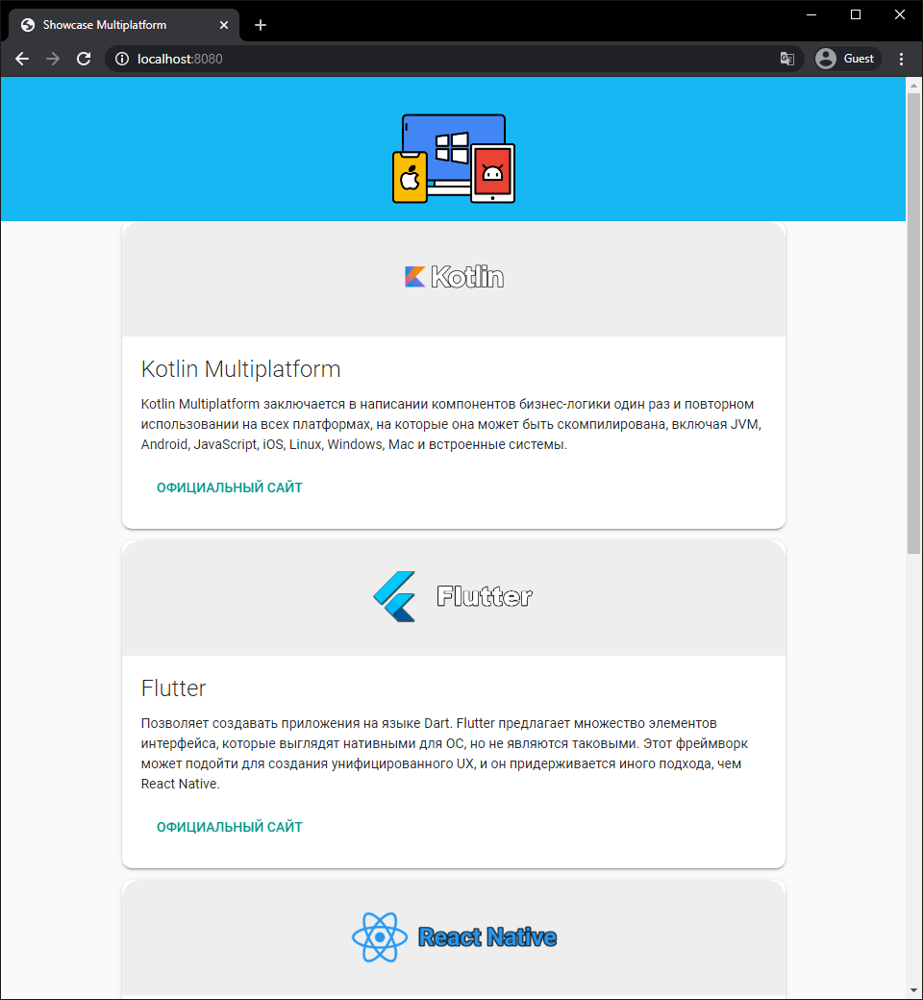 Showcase Multiplatform
localhost:8080
Guest
Kotlin
Kotlin Multiplatform
Kotlin Multiplatform заключается в написании компонентов бизнес-логики один раз и повторном
использовании на всех платформах, на которые она может быть скомпилирована, включая JVM,
Android, JavaScript, iOS, Linux, Windows, Mac и встроенные системы.
ОФИЦИАЛЬНЫЙ САЙТ
Flutter
Flutter
Позволяет создавать приложения на языке Dart. Flutter предлагает множество элементов
интерфейса, которые выглядят нативными для ОС, но не являются таковыми. Этот фреймворк
может подойти для создания унифицированного UX, и он придерживается иного подхода, чем
React Native.
ОФИЦИАЛЬНЫЙ САЙТ
React Native